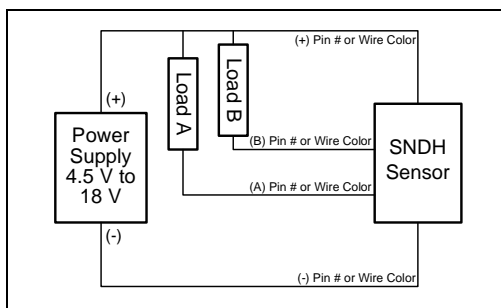 (+) Pin # or Wire Color
Load A
Load B
(+)
Power
Supply
4.5 V to
18 V
(-)
(B) Pin # or Wire Color
(A) Pin # or Wire Color
SNDH
Sensor
(-) Pin # or Wire Color